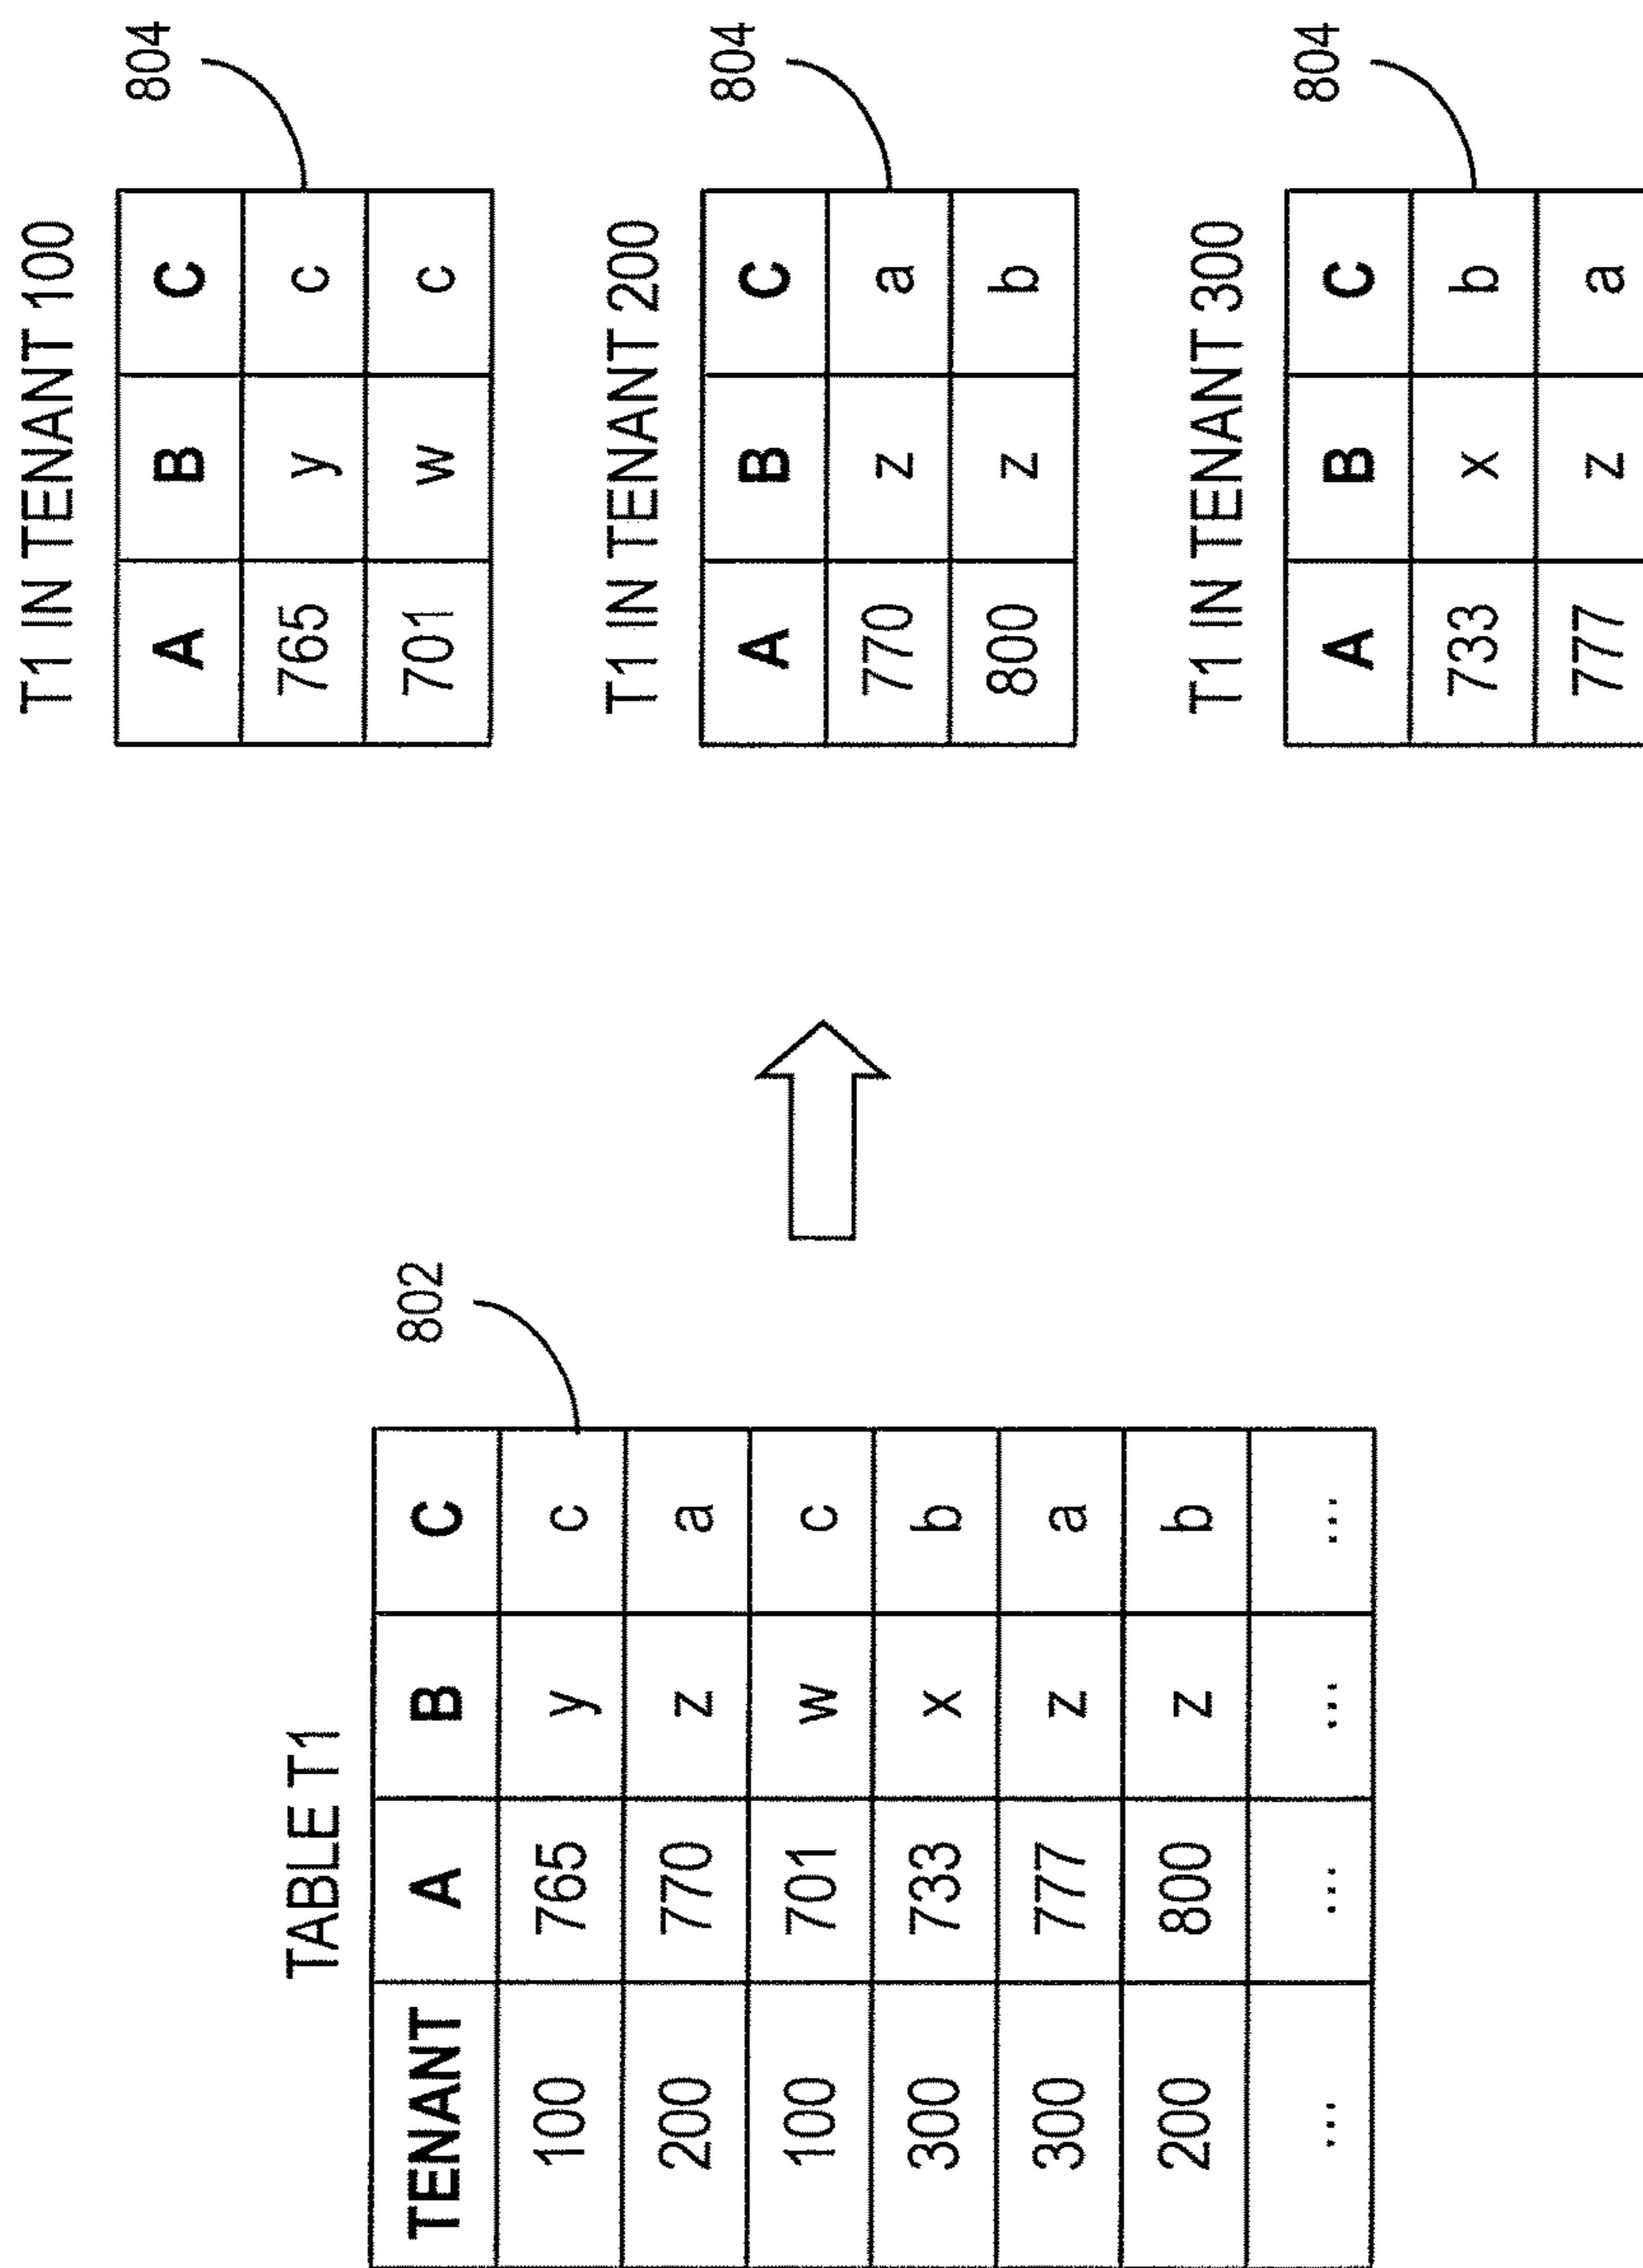 TABLE T1
802
TENANT A B C
100 765 y c
200 770 z a
100 701 w c
300 733 x b
300 777 z a
200 800 z b
... ... ... ...
T1 IN TENANT 100
804
A B C
765 y c
701 w c
T1 IN TENANT 200
804
A B C
770 z a
800 z b
T1 IN TENANT 300
804
A B C
733 x b
777 z a